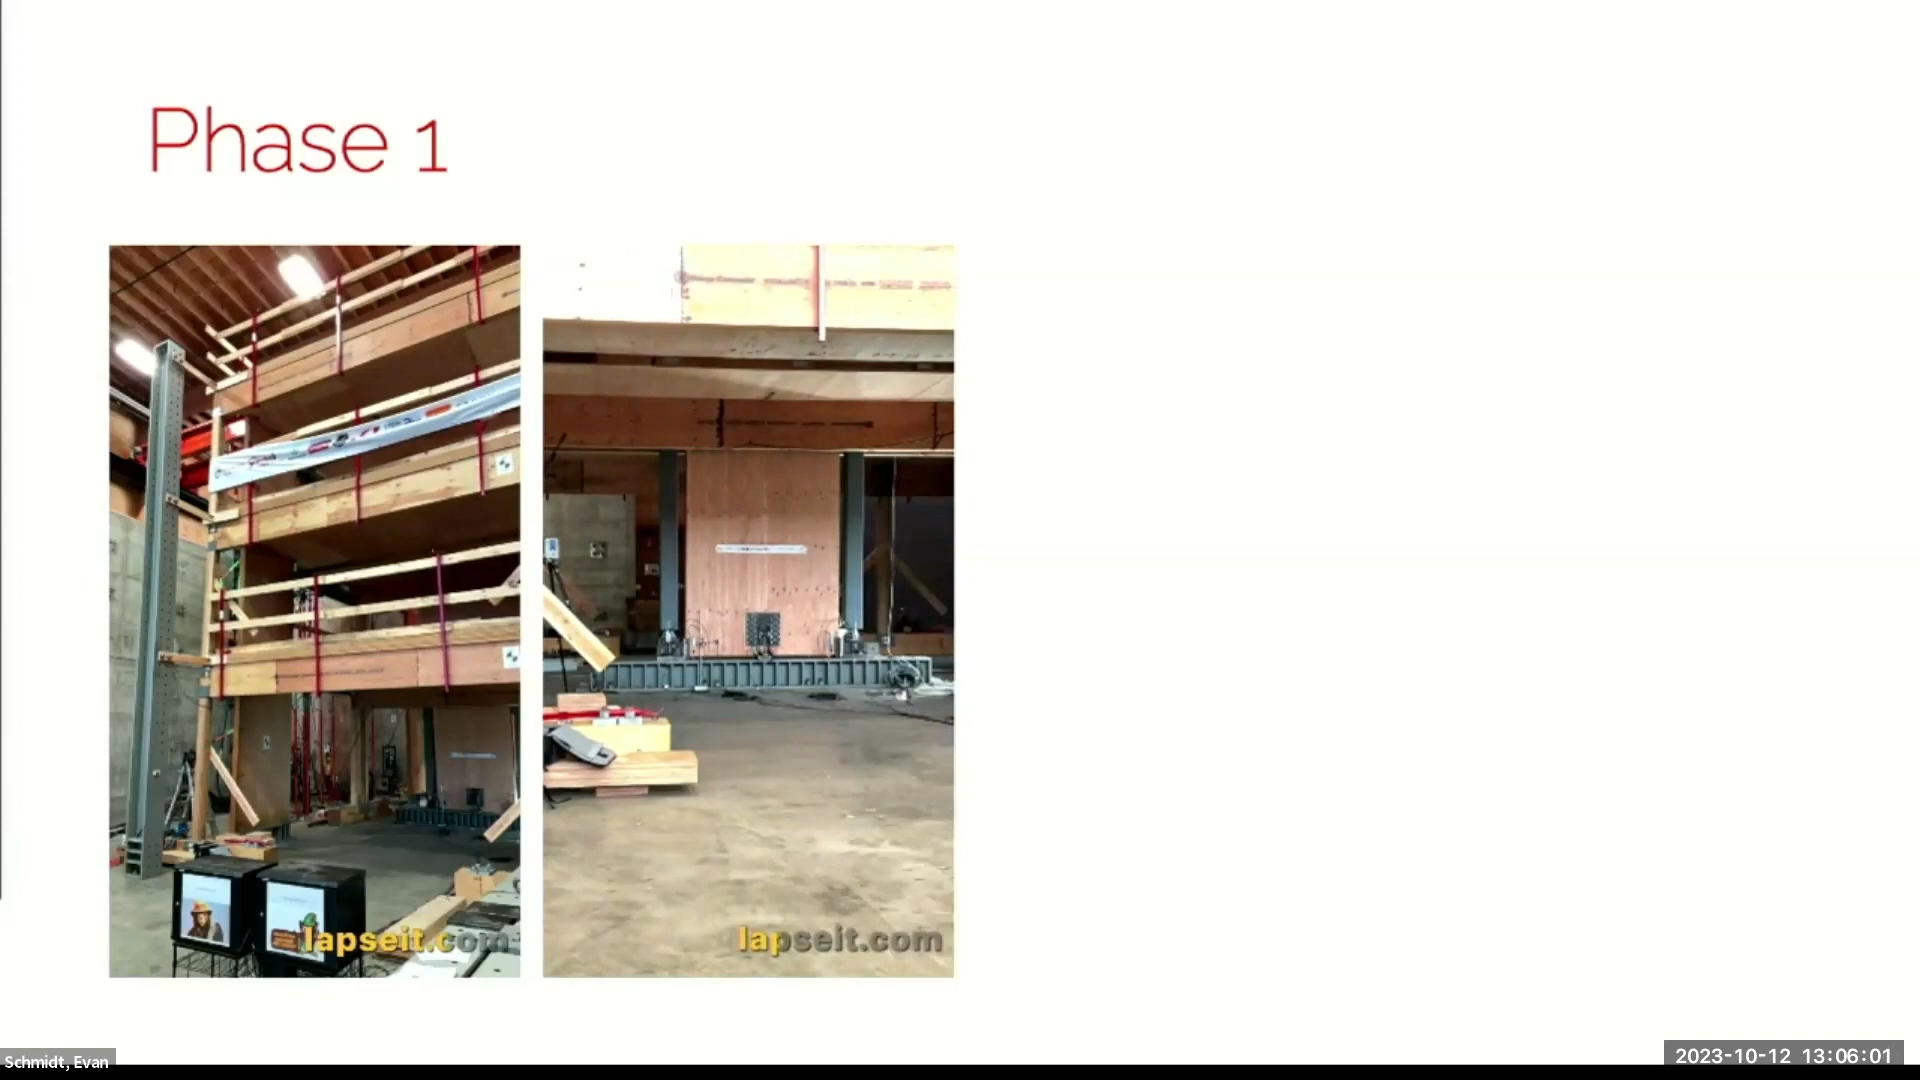 Phase 1
lapseit.com
lapseit.com
Schmidt, Evan
2023-10-12 13:06:01